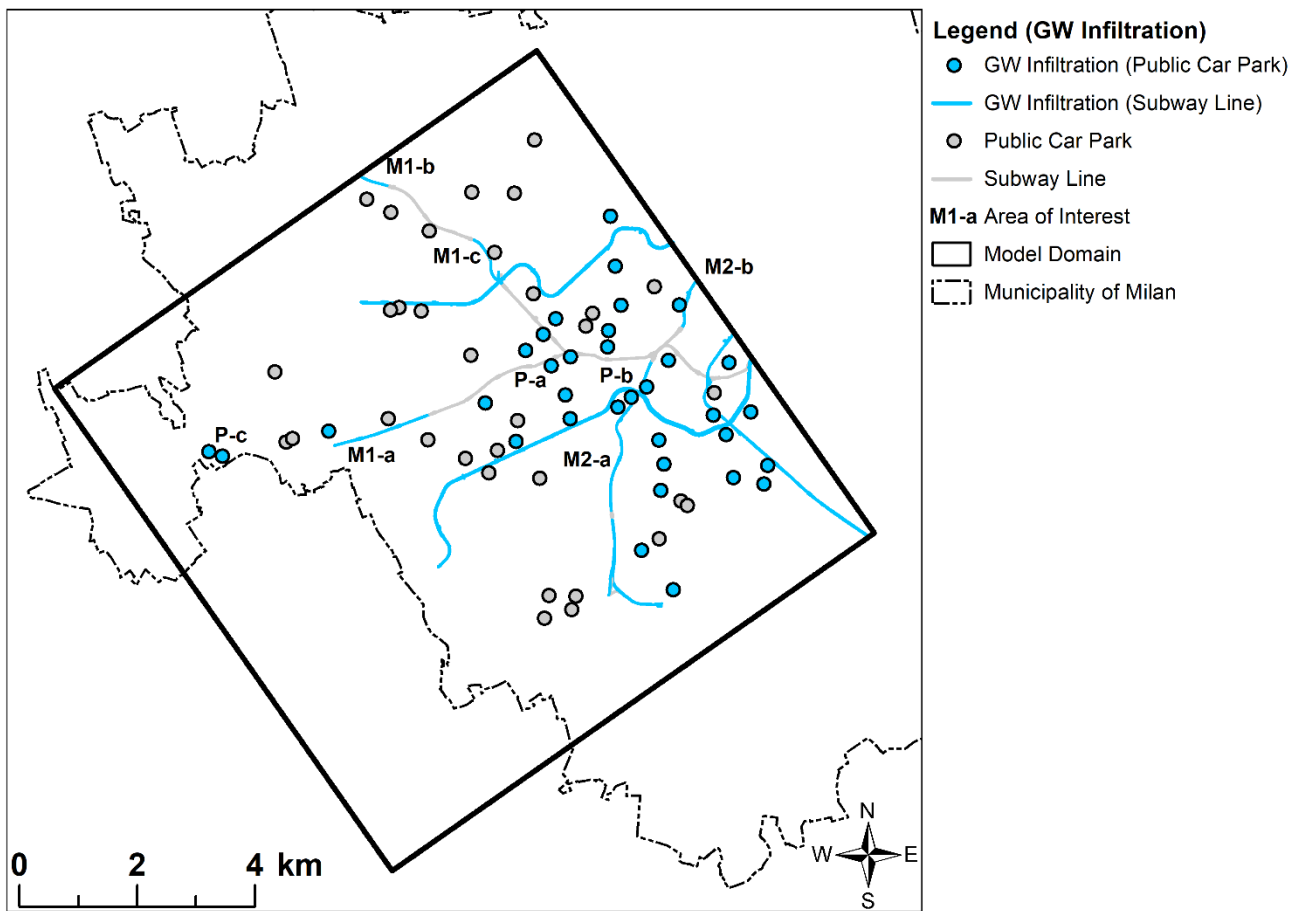 Legend (GW Infiltration)
GW Infiltration (Public Car Park)
GW Infiltration (Subway Line)
Public Car Park
Subway Line
M1-a Area of Interest
Model Domain
Municipality of Milan
M1-b
M1-c
M2-b
P-a
P-b
P-c
M1-a
M2-a
N
W E
S
0 2 4 km